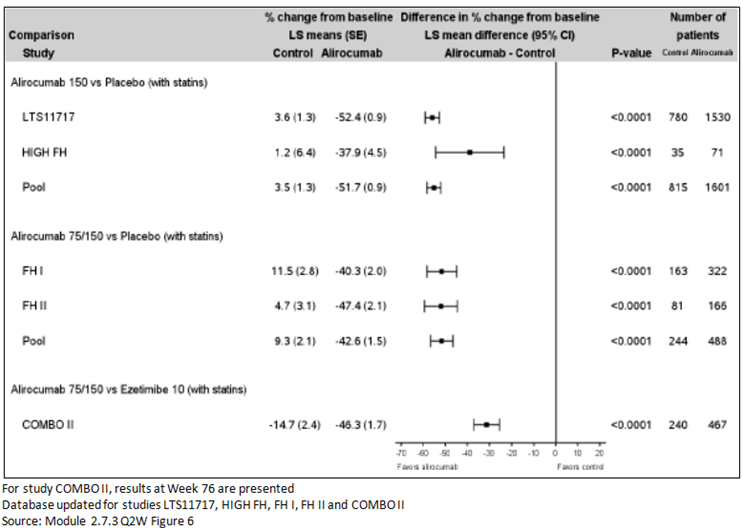 % change from baseline Difference in % change from baseline Number of
Comparison LS means (SE) LS mean difference (95% CI) patients
Study Control Alirocumab Alirocumab - Control P-value Control Alirocumab
Alirocumab 150 vs Placebo (with statins)
LTS11717 3.6 (1.3) -52.4 (0.9) <0.0001 780 1530
HIGH FH 1.2 (6.4) -37.9 (4.5) <0.0001 35 71
Pool 3.5 (1.3) -51.7 (0.9) <0.0001 815 1601
Alirocumab 75/150 vs Placebo (with statins)
FH I 11.5 (2.8) -40.3 (2.0) <0.0001 163 322
FH II 4.7 (3.1) -47.4 (2.1) <0.0001 81 166
Pool 9.3 (2.1) -42.6 (1.5) <0.0001 244 488
Alirocumab 75/150 vs Ezetimibe 10 (with statins)
COMBO II -14.7 (2.4) -46.3 (1.7) <0.0001 240 467
-70 -60 -50 -40 -30 -20 -10 0 10 20
Favors alirocumab Favors control
For study COMBO II, results at Week 76 are presented
Database updated for studies LTS11717, HIGH FH, FH I, FH II and COMBO II
Source: Module 2.7.3 Q2W Figure 6